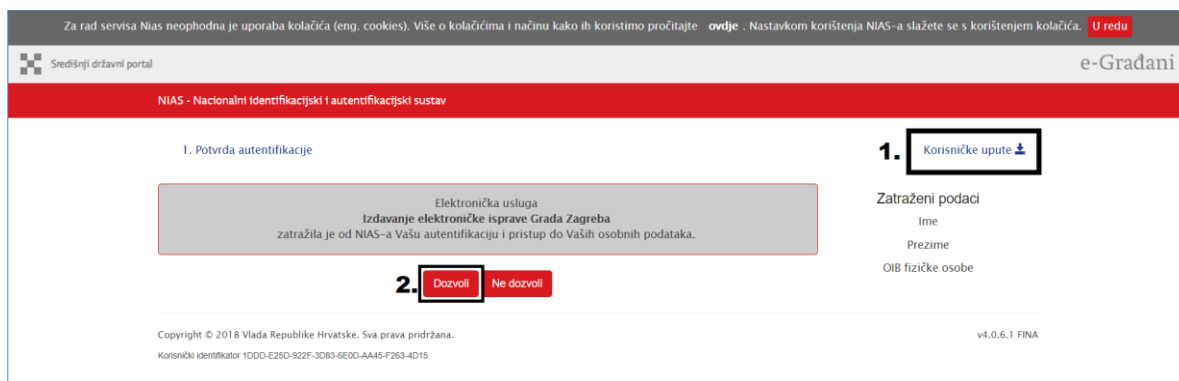 Za rad servisa Nias neophodna je uporaba kolačića (eng. cookies). Više o kolačićima i načinu kako ih koristimo pročitajte ovdje . Nastavkom korištenja NIAS-a slažete se s korištenjem kolačića. U redu
Središnji državni portal
e-Građani
NIAS - Nacionalni identifikacijski i autentifikacijski sustav
1. Potvrda autentifikacije
1. Korisničke upute
Elektronička usluga
Izdavanje elektroničke isprave Grada Zagreba
zatražila je od NIAS-a Vašu autentifikaciju i pristup do Vaših osobnih podataka.
Zatraženi podaci
Ime
Prezime
OIB fizičke osobe
2. Dozvoli Ne dozvoli
Copyright © 2018 Vlada Republike Hrvatske. Sva prava pridržana.
v4.0.6.1 FINA
Korisnički identifikator 1DDD-E25D-922F-3D83-6E0D-AA45-F263-4D15